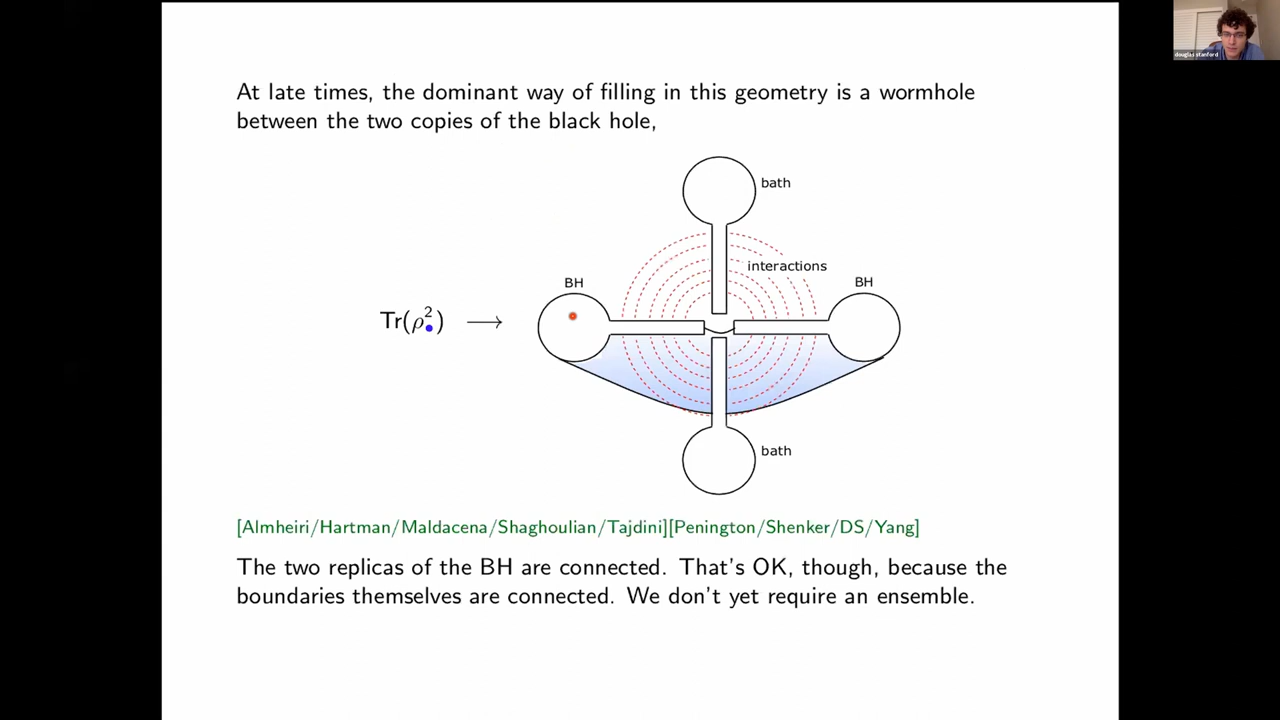 douglas stanford
At late times, the dominant way of filling in this geometry is a wormhole
between the two copies of the black hole,
bath
interactions
BH
BH
Tr(ρ²•) ⟶
bath
[Almheiri/Hartman/Maldacena/Shaghoulian/Tajdini][Penington/Shenker/DS/Yang]
The two replicas of the BH are connected. That's OK, though, because the
boundaries themselves are connected. We don't yet require an ensemble.